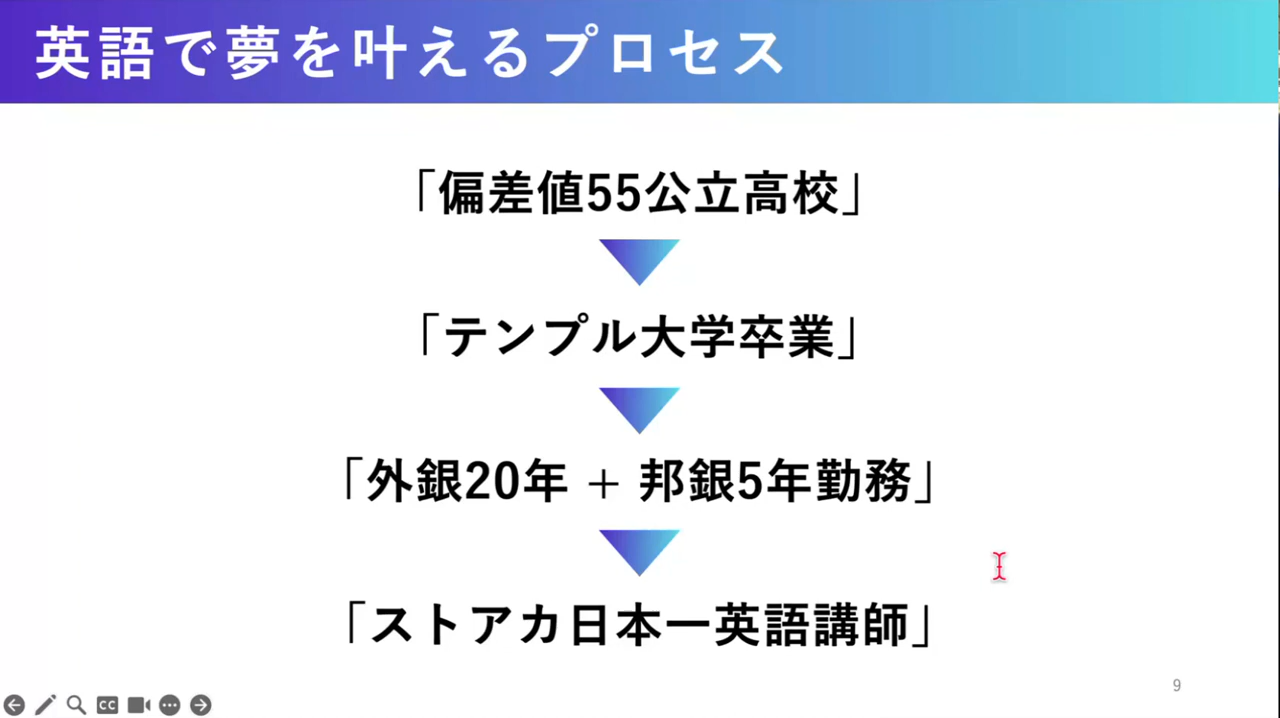 英語で夢を叶えるプロセス
「偏差値55公立高校」
「テンプル大学卒業」
「外銀20年 + 邦銀5年勤務」
「ストアカ日本一英語講師」
9
CC